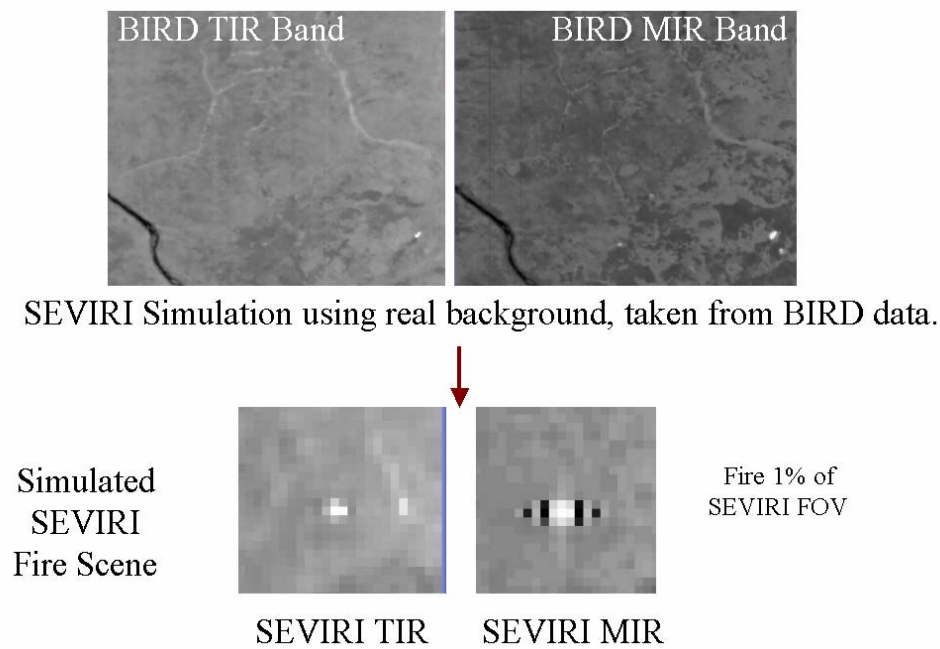 BIRD TIR Band
BIRD MIR Band
SEVIRI Simulation using real background, taken from BIRD data.
Simulated
SEVIRI
Fire Scene
Fire 1% of
SEVIRI FOV
SEVIRI TIR
SEVIRI MIR